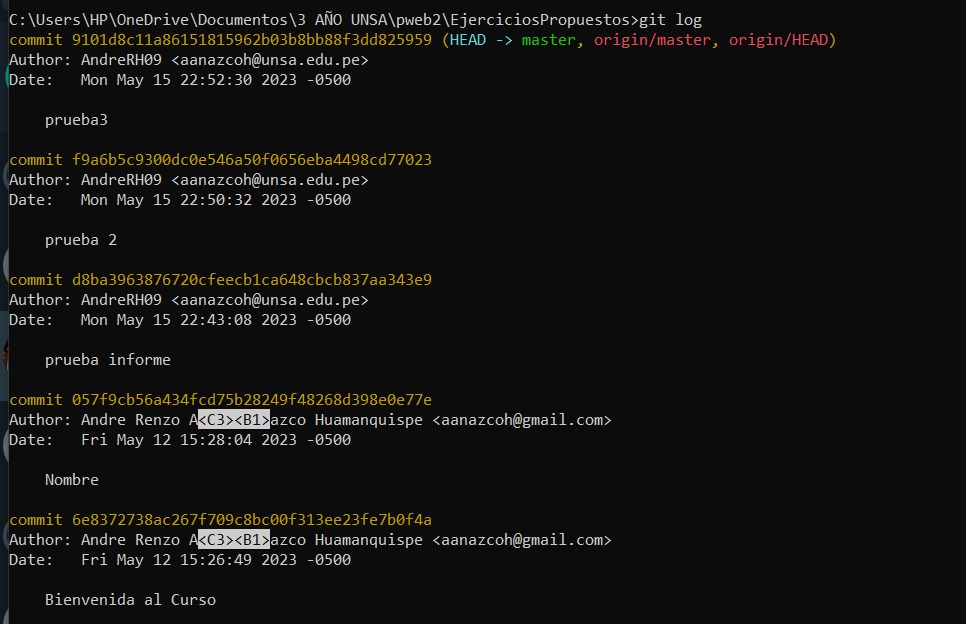 C:\Users\HP\OneDrive\Documentos\3 AÑO UNSA\pweb2\EjerciciosPropuestos>git log
commit 9101d8c11a86151815962b03b8bb88f3dd825959 (HEAD -> master, origin/master, origin/HEAD)
Author: AndreRH09 <aanazcoh@unsa.edu.pe>
Date:   Mon May 15 22:52:30 2023 -0500
prueba3
commit f9a6b5c9300dc0e546a50f0656eba4498cd77023
Author: AndreRH09 <aanazcoh@unsa.edu.pe>
Date:   Mon May 15 22:50:32 2023 -0500
prueba 2
commit d8ba3963876720cfeecb1ca648cbcb837aa343e9
Author: AndreRH09 <aanazcoh@unsa.edu.pe>
Date:   Mon May 15 22:43:08 2023 -0500
prueba informe
commit 057f9cb56a434fcd75b28249f48268d398e0e77e
Author: Andre Renzo A<C3><B1>azco Huamanquispe <aanazcoh@gmail.com>
Date:   Fri May 12 15:28:04 2023 -0500
Nombre
commit 6e8372738ac267f709c8bc00f313ee23fe7b0f4a
Author: Andre Renzo A<C3><B1>azco Huamanquispe <aanazcoh@gmail.com>
Date:   Fri May 12 15:26:49 2023 -0500
Bienvenida al Curso